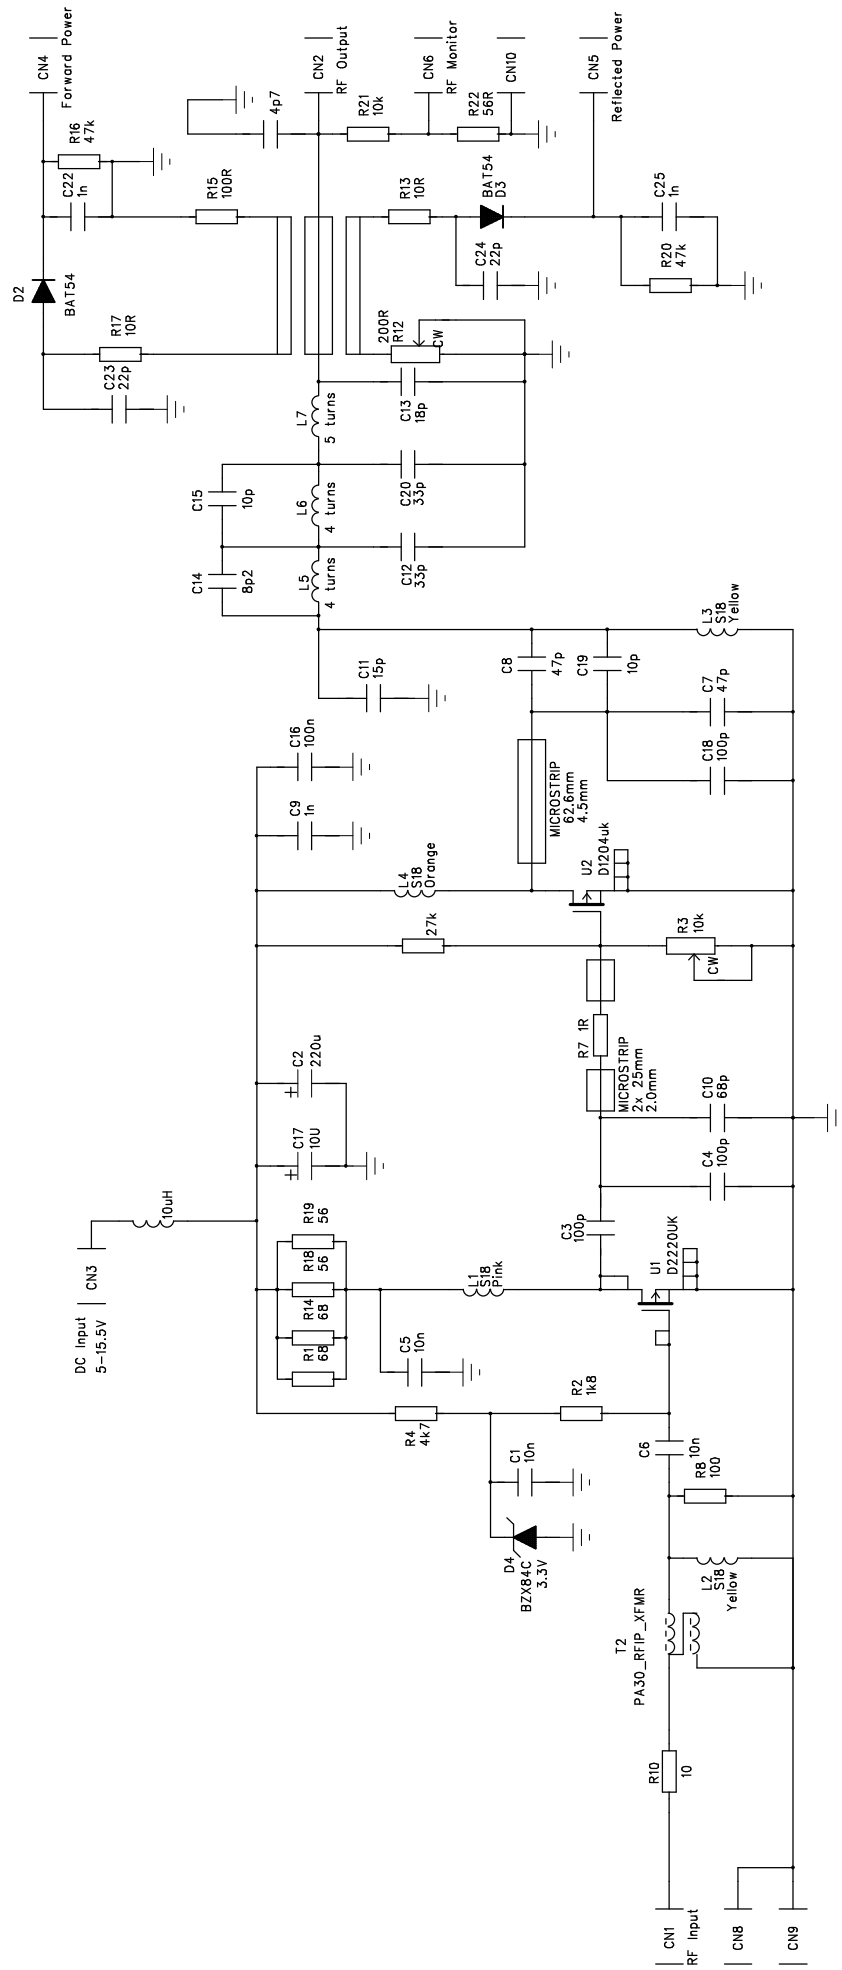 CN4
Forward Power
CN2
RF Output
CN6
RF Monitor
CN10
CN5
Reflected Power
4p7
R21
10k
R22
56R
R16
47k
C22
1n
R15
100R
R13
10R
BAT54
D3
C24
22p
C25
1n
R20
47k
D2
BAT54
R17
10R
C23
22p
200R
R12
CW
C13
18p
L7
5 turns
C15
10p
L6
4 turns
C20
33p
C14
8p2
L5
4 turns
C12
33p
L3
S18
Yellow
C8
47p
C19
10p
C7
47p
C18
100p
C11
15p
C16
100n
C9
1n
MICROSTRIP
62.6mm
4.5mm
L4
S18
Orange
U2
D1204uk
27k
R3
10k
CW
R7 1R
MICROSTRIP
2x 25mm
2.0mm
C10
68p
C4
100p
C2
220u
+
C17
10U
+
10uH
CN3
DC Input
5-15.5V
R19
56
R18
56
R14
68
R1
68
C3
100p
L1
S18
Pink
U1
D2220UK
C5
10n
R4
4k7
R2
1k8
C6
10n
C1
10n
R8
100
D4
BZX84C
3.3V
L2
S18
Yellow
T2
PA30_RFIP_XFMR
R10
10
CN1
RF Input
CN8
CN9